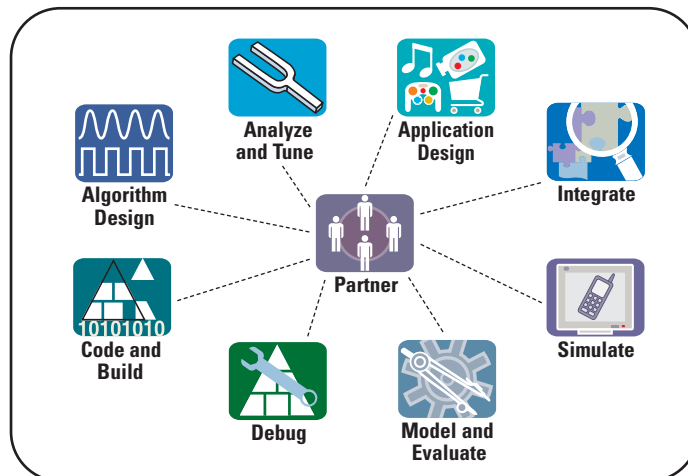 Analyze
and Tune
Application
Design
Algorithm
Design
Integrate
Partner
10101010
Code and
Build
Simulate
Debug
Model and
Evaluate